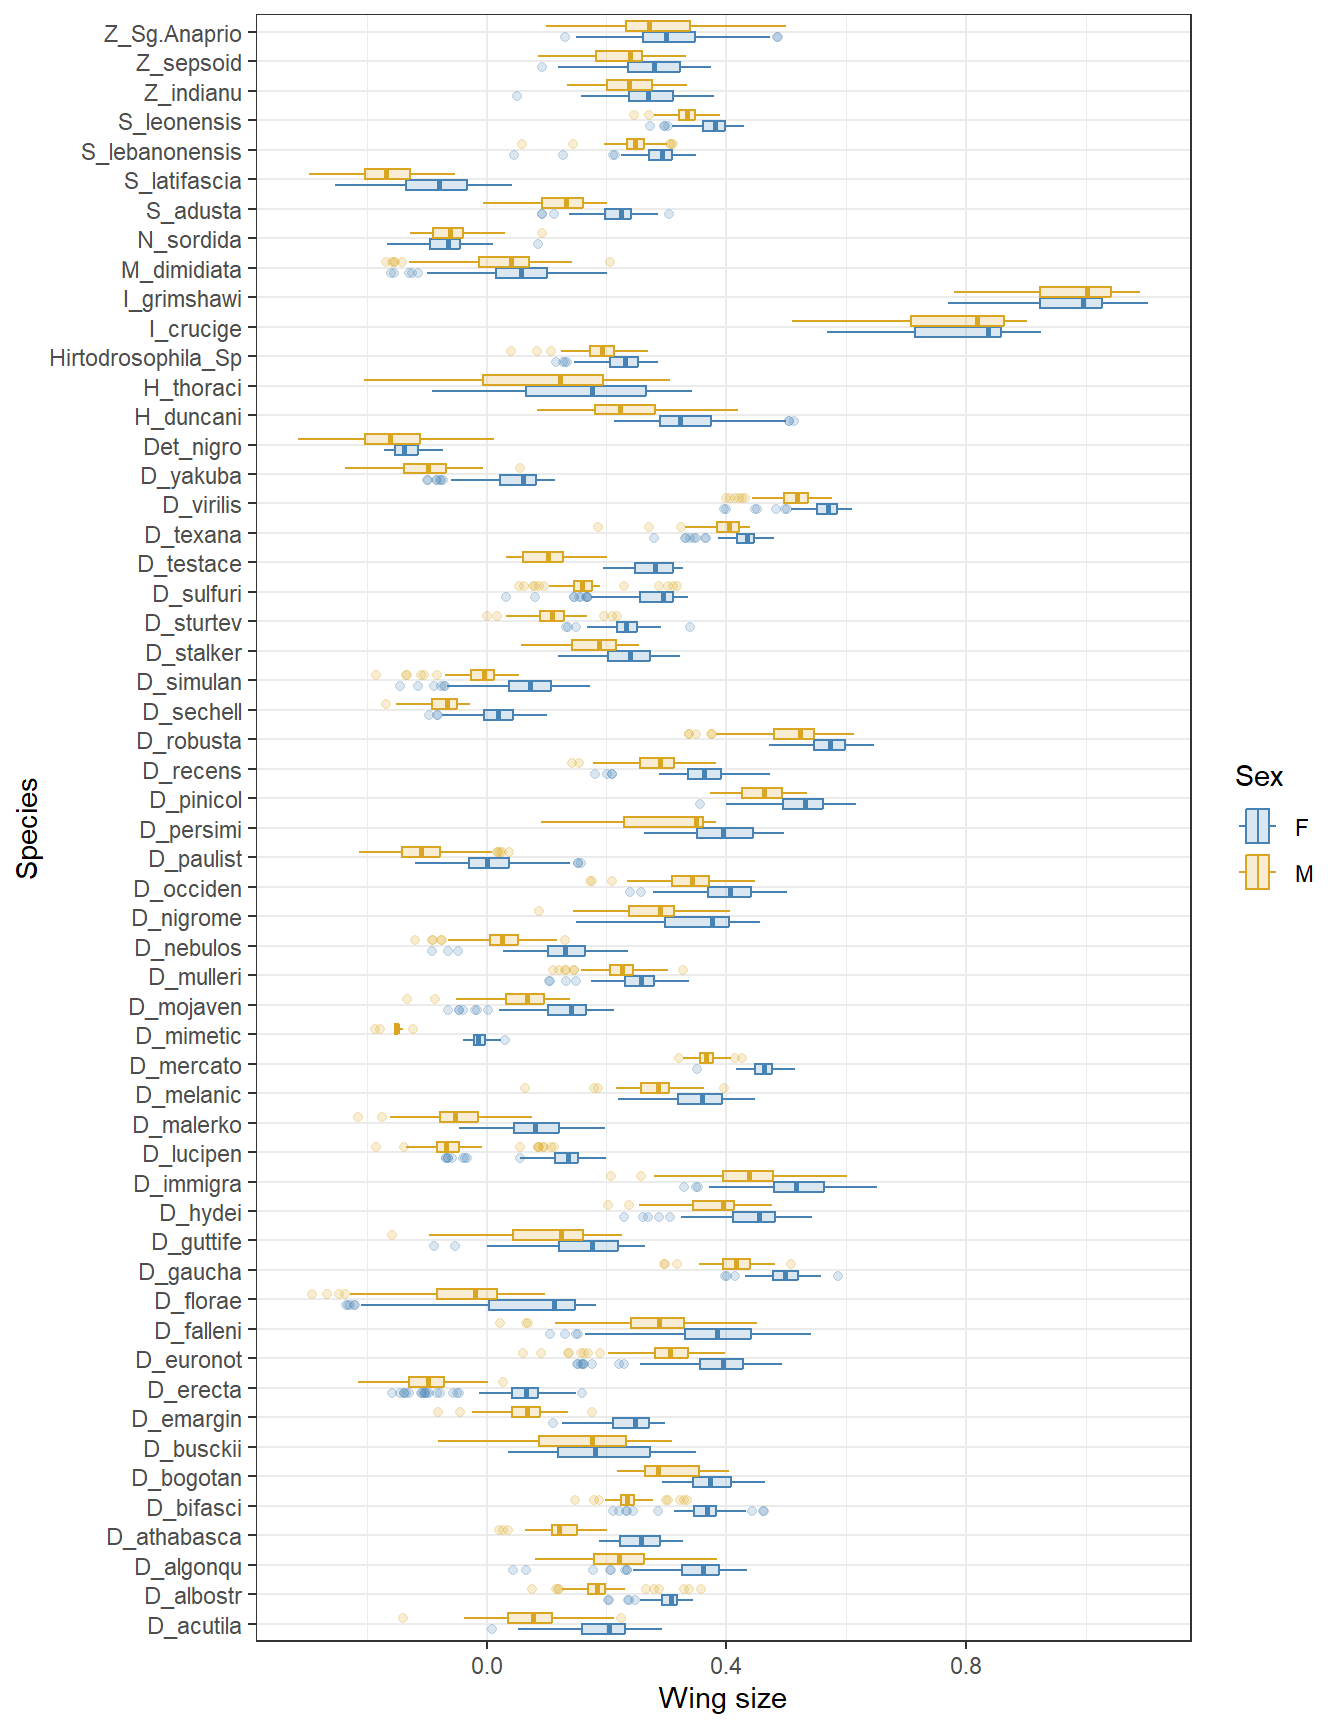 Z_Sg.Anaprio
Z_sepsoid
Z_indianu
S_leonensis
S_lebanonensis
S_latifascia
S_adusta
N_sordida
M_dimidiata
I_grimshawi
I_crucige
Hirtodrosophila_Sp
H_thoraci
H_duncani
Det_nigro
D_yakuba
D_virilis
D_texana
D_testace
D_sulfuri
D_sturtev
D_stalker
D_simulan
D_sechell
D_robusta
D_recens
D_pinicol
D_persimi
D_paulist
D_occiden
D_nigrome
D_nebulos
D_mulleri
D_mojaven
D_mimetic
D_mercato
D_melanic
D_malerko
D_lucipen
D_immigra
D_hydei
D_guttife
D_gaucha
D_florae
D_falleni
D_euronot
D_erecta
D_emargin
D_busckii
D_bogotan
D_bifasci
D_athabasca
D_algonqu
D_albostr
D_acutila
Species
0.0 0.4 0.8
Wing size
Sex
F
M